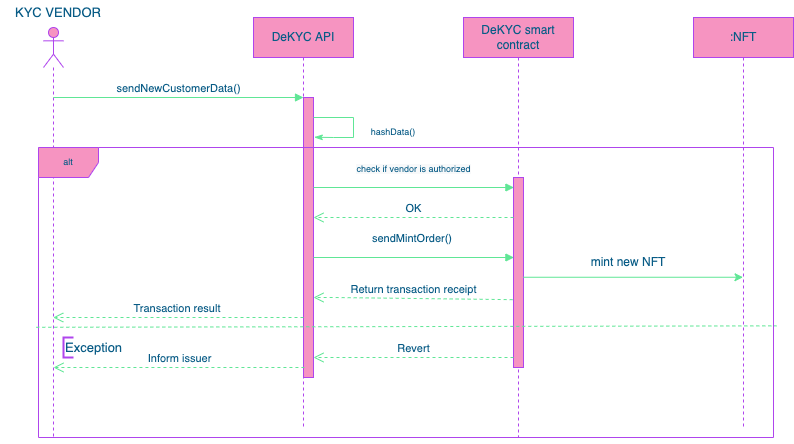 KYC VENDOR
DeKYC API
DeKYC smart
contract
:NFT
sendNewCustomerData()
hashData()
alt
check if vendor is authorized
OK
sendMintOrder()
mint new NFT
Return transaction receipt
Transaction result
Exception
Revert
Inform issuer